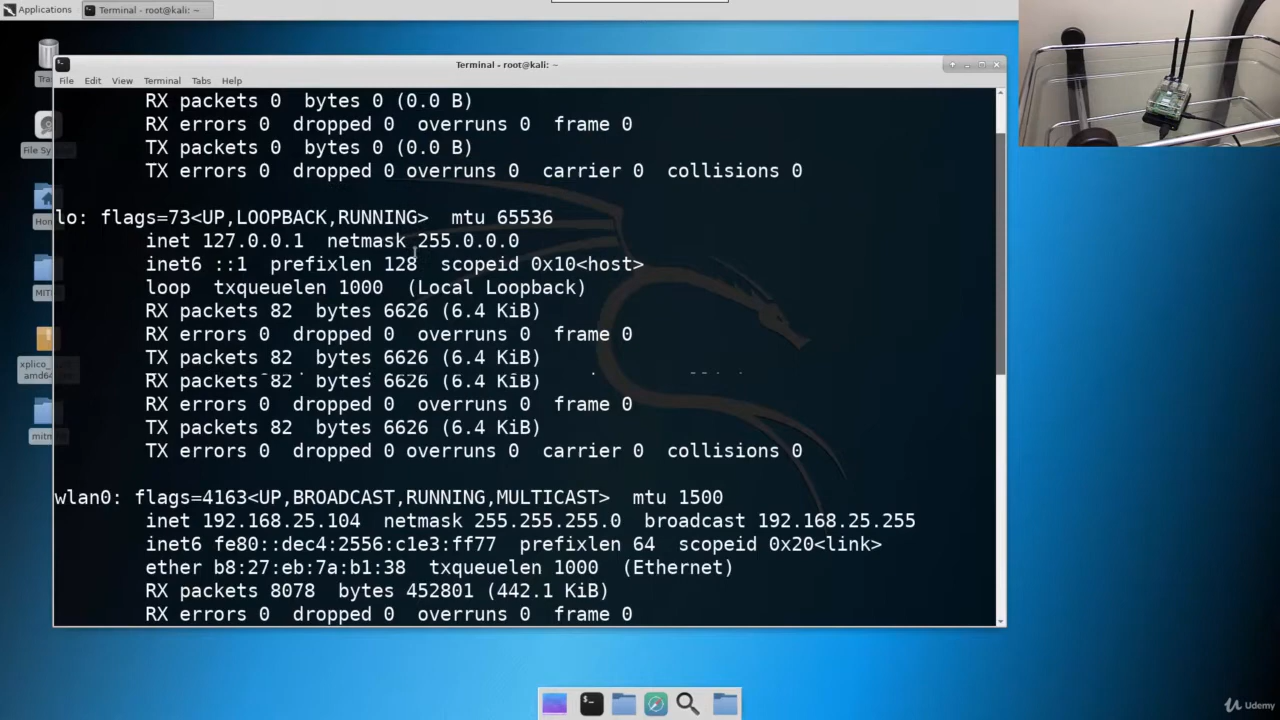 Applications
Terminal - root@kali: ~
Terminal - root@kali: ~
File Edit View Terminal Tabs Help
RX packets 0 bytes 0 (0.0 B)
RX errors 0 dropped 0 overruns 0 frame 0
TX packets 0 bytes 0 (0.0 B)
TX errors 0 dropped 0 overruns 0 carrier 0 collisions 0
lo: flags=73<UP,LOOPBACK,RUNNING> mtu 65536
inet 127.0.0.1 netmask 255.0.0.0
inet6 ::1 prefixlen 128 scopeid 0x10<host>
loop txqueuelen 1000 (Local Loopback)
RX packets 82 bytes 6626 (6.4 KiB)
RX errors 0 dropped 0 overruns 0 frame 0
TX packets 82 bytes 6626 (6.4 KiB)
RX packets 82 bytes 6626 (6.4 KiB)
RX errors 0 dropped 0 overruns 0 frame 0
TX packets 82 bytes 6626 (6.4 KiB)
TX errors 0 dropped 0 overruns 0 carrier 0 collisions 0
wlan0: flags=4163<UP,BROADCAST,RUNNING,MULTICAST> mtu 1500
inet 192.168.25.104 netmask 255.255.255.0 broadcast 192.168.25.255
inet6 fe80::dec4:2556:c1e3:ff77 prefixlen 64 scopeid 0x20<link>
ether b8:27:eb:7a:b1:38 txqueuelen 1000 (Ethernet)
RX packets 8078 bytes 452801 (442.1 KiB)
RX errors 0 dropped 0 overruns 0 frame 0
File Sy
xplico_
amd64
Udemy